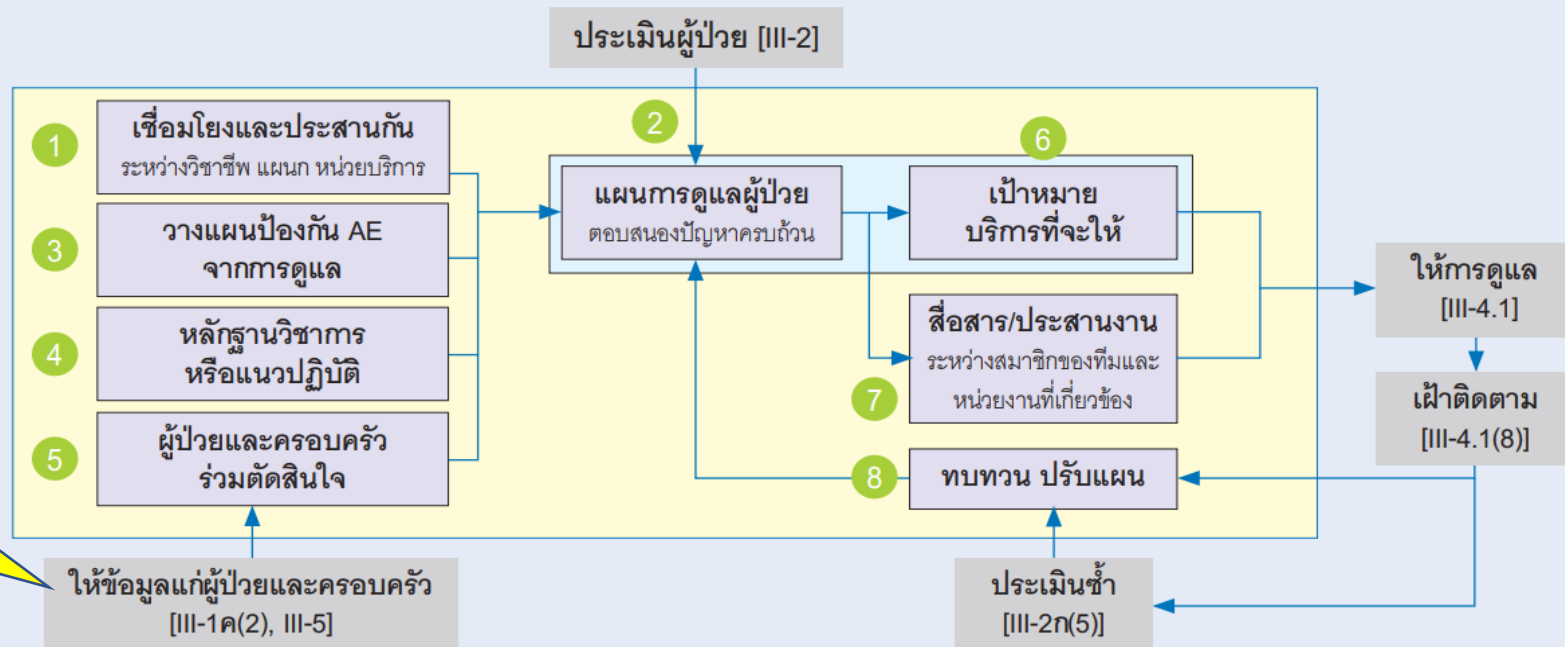 ประเมินผู้ป่วย [III-2]
1
เชื่อมโยงและประสานกัน
ระหว่างวิชาชีพ แผนก หน่วยบริการ
3
วางแผนป้องกัน AE
จากการดูแล
4
หลักฐานวิชาการ
หรือแนวปฏิบัติ
5
ผู้ป่วยและครอบครัว
ร่วมตัดสินใจ
ให้ข้อมูลแก่ผู้ป่วยและครอบครัว
[III-1ค(2), III-5]
2
แผนการดูแลผู้ป่วย
ตอบสนองปัญหาครบถ้วน
6
เป้าหมาย
บริการที่จะให้
7
สื่อสาร/ประสานงาน
ระหว่างสมาชิกของทีมและ
หน่วยงานที่เกี่ยวข้อง
8
ทบทวน ปรับแผน
ประเมินซ้ำ
[III-2ก(5)]
ให้การดูแล
[III-4.1]
เฝ้าติดตาม
[III-4.1(8)]